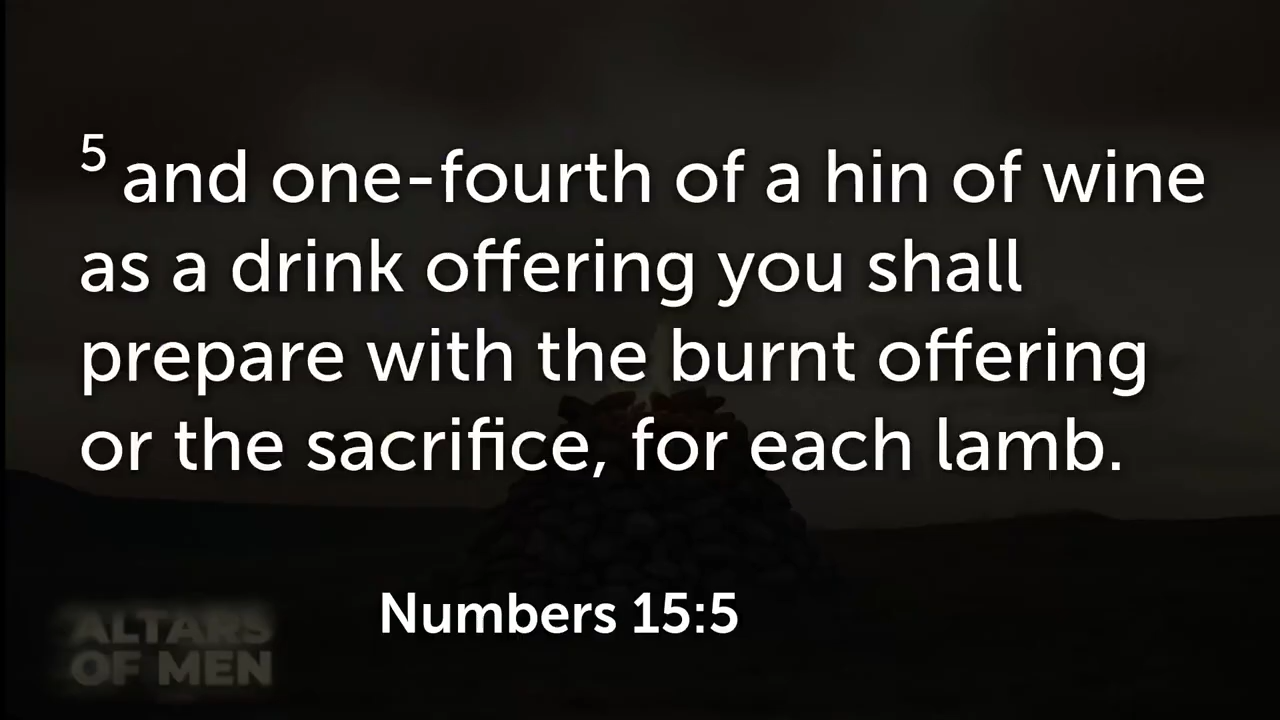 5 and one-fourth of a hin of wine
as a drink offering you shall
prepare with the burnt offering
or the sacrifice, for each lamb.
Numbers 15:5
ALTARS
OF MEN